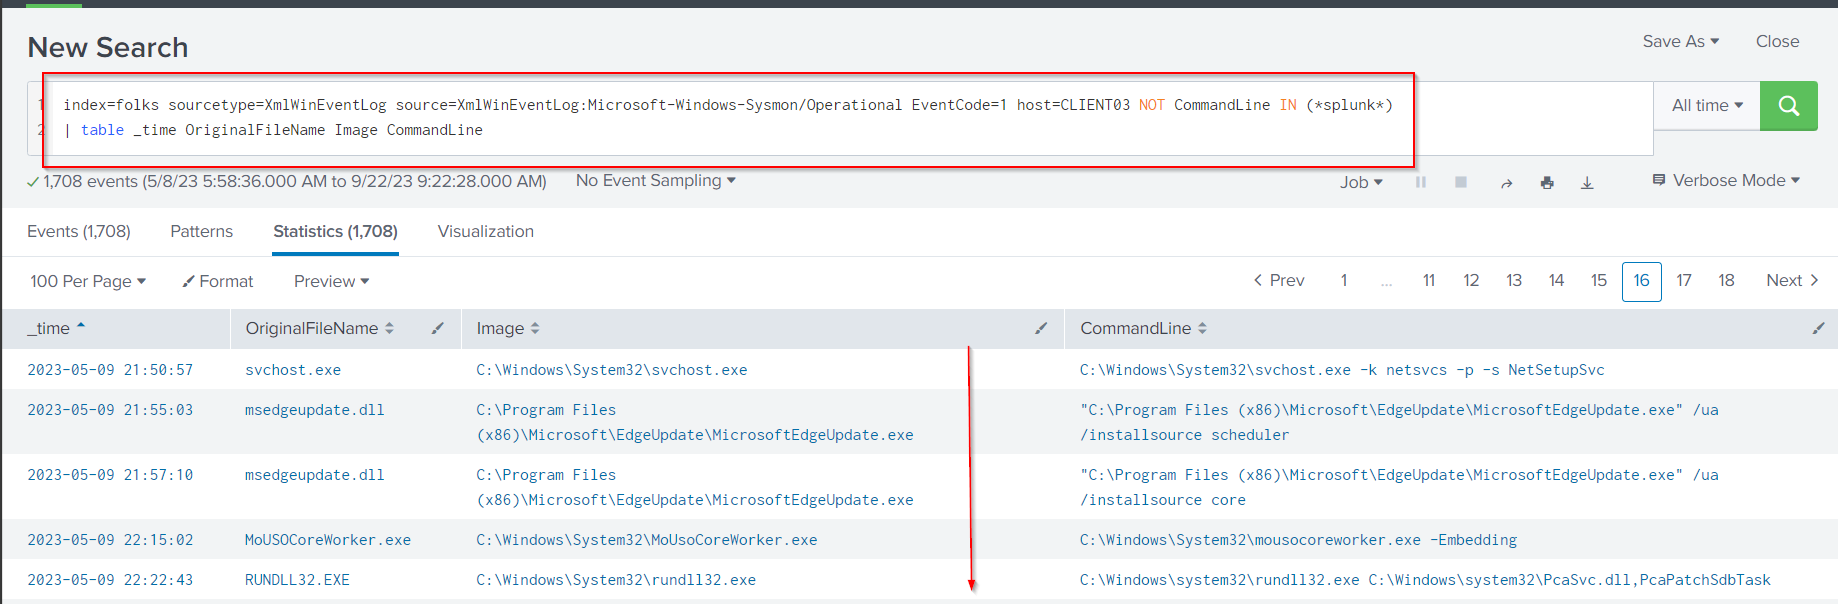 New Search
Save As
Close
1
index=folks sourcetype=XmlWinEventLog source=XmlWinEventLog:Microsoft-Windows-Sysmon/Operational EventCode=1 host=CLIENT03 NOT CommandLine IN (*splunk*)
2
| table _time OriginalFileName Image CommandLine
All time
1,708 events (5/8/23 5:58:36.000 AM to 9/22/23 9:22:28.000 AM)
No Event Sampling
Job
Verbose Mode
Events (1,708)
Patterns
Statistics (1,708)
Visualization
100 Per Page
Format
Preview
Prev 1 ... 11 12 13 14 15 16 17 18 Next
_time OriginalFileName Image CommandLine
2023-05-09 21:50:57 svchost.exe C:\Windows\System32\svchost.exe C:\Windows\System32\svchost.exe -k netsvcs -p -s NetSetupSvc
2023-05-09 21:55:03 msedgeupdate.dll C:\Program Files "C:\Program Files (x86)\Microsoft\EdgeUpdate\MicrosoftEdgeUpdate.exe" /ua
(x86)\Microsoft\EdgeUpdate\MicrosoftEdgeUpdate.exe /installsource scheduler
2023-05-09 21:57:10 msedgeupdate.dll C:\Program Files "C:\Program Files (x86)\Microsoft\EdgeUpdate\MicrosoftEdgeUpdate.exe" /ua
(x86)\Microsoft\EdgeUpdate\MicrosoftEdgeUpdate.exe /installsource core
2023-05-09 22:15:02 MoUSOCoreWorker.exe C:\Windows\System32\MoUsoCoreWorker.exe C:\Windows\System32\mousocoreworker.exe -Embedding
2023-05-09 22:22:43 RUNDLL32.EXE C:\Windows\System32\rundll32.exe C:\Windows\system32\rundll32.exe C:\Windows\system32\PcaSvc.dll,PcaPatchSdbTask